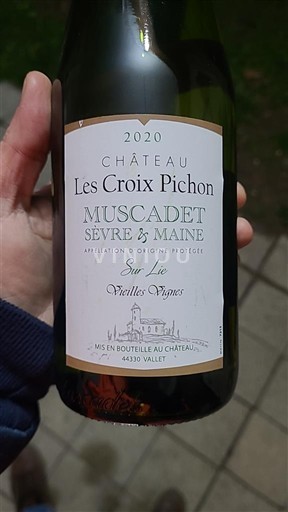 2020
CHÂTEAU
Les Croix Pichon
MUSCADET
SÈVRE & MAINE
APPELLATION D'ORIGINE PROTÉGÉE
VINIOU
Sur Lie
Vieilles Vignes
MIS EN BOUTEILLE AU CHÂTEAU
44330 VALLET